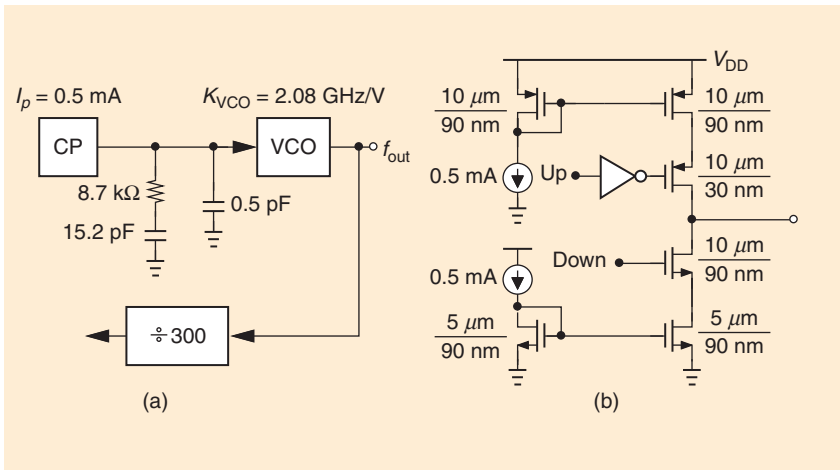 I_p = 0.5 mA
K_VCO = 2.08 GHz/V
CP
VCO
f_out
8.7 kΩ
0.5 pF
15.2 pF
÷300
(a)
V_DD
10 μm
90 nm
10 μm
90 nm
0.5 mA
Up
10 μm
30 nm
Down
10 μm
90 nm
0.5 mA
5 μm
90 nm
5 μm
90 nm
(b)